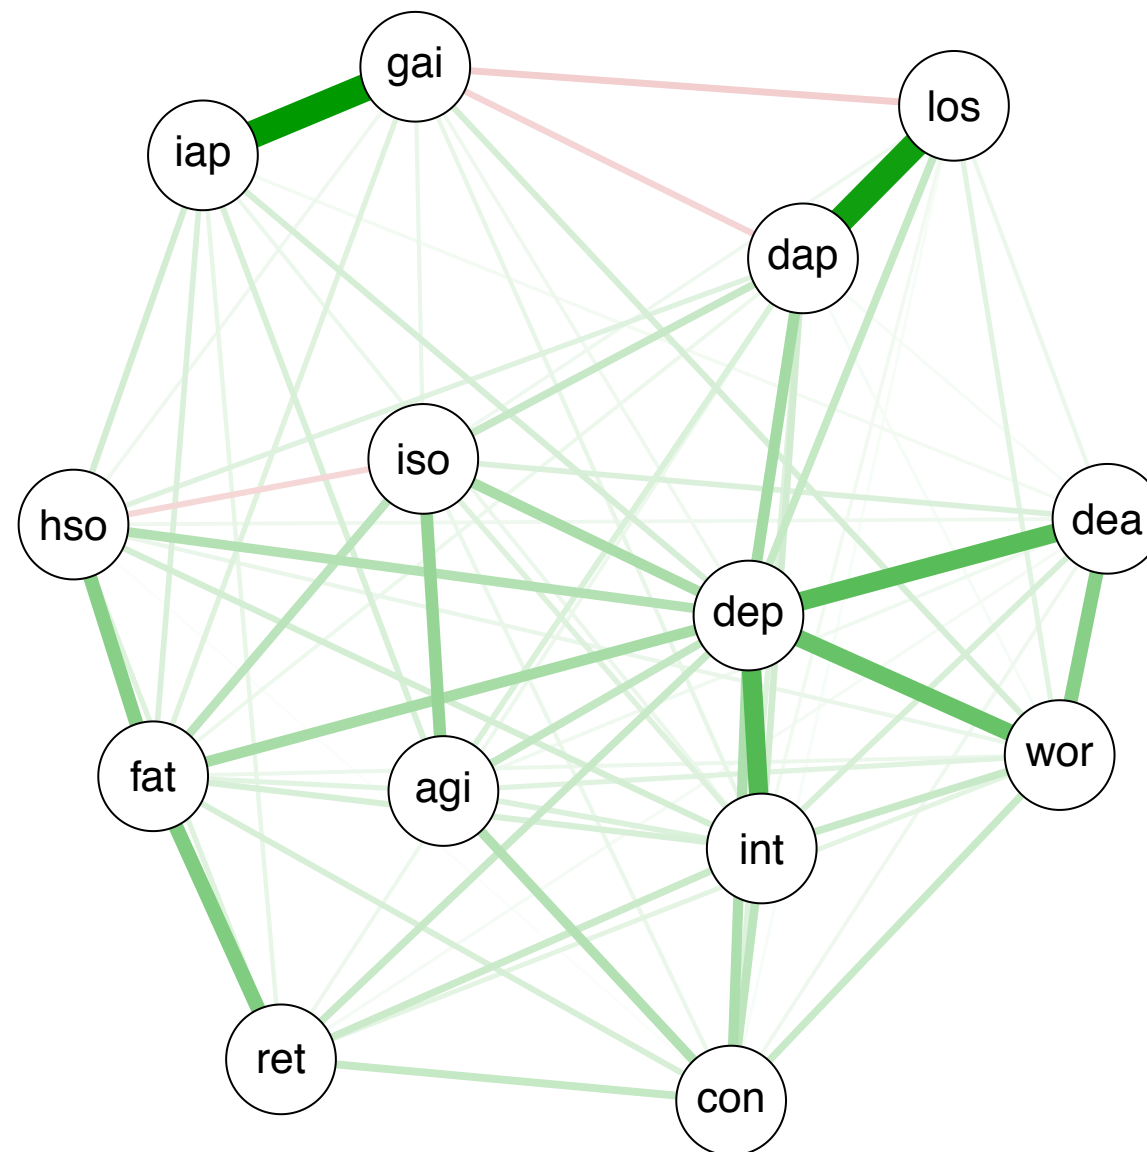 gai
los
iap
dap
iso
hso
dea
dep
wor
fat
agi
int
ret
con